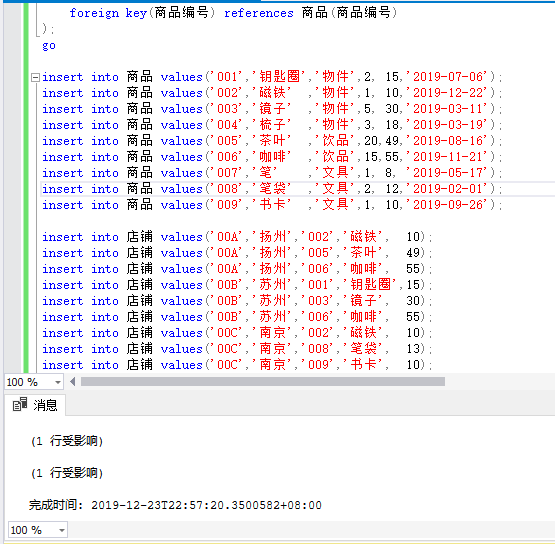 foreign key(商品编号) references 商品(商品编号)
);
go
insert into 商品 values('001','钥匙圈','物件',2, 15,'2019-07-06');
insert into 商品 values('002','磁铁  ,'物件',1, 10,'2019-12-22');
insert into 商品 values('003','镜子' ,'物件',5, 30,'2019-03-11');
insert into 商品 values('004','梳子' ,'物件',3, 18,'2019-03-19');
insert into 商品 values('005','茶叶' ,'饮品',20,49,'2019-08-16');
insert into 商品 values('006','咖啡' ,'饮品',15,55,'2019-11-21');
insert into 商品 values('007','笔' ,'文具',1, 8, '2019-05-17');
insert into 商品 values('008','笔袋' ,'文具',2, 12,'2019-02-01');
insert into 商品 values('009','书卡' ,'文具',1, 10,'2019-09-26');
insert into 店铺 values('00A','扬州','002','磁铁', 10);
insert into 店铺 values('00A','扬州','005','茶叶', 49);
insert into 店铺 values('00A','扬州','006','咖啡', 55);
insert into 店铺 values('00B','苏州','001','钥匙圈',15);
insert into 店铺 values('00B','苏州','003','镜子', 30);
insert into 店铺 values('00B','苏州','006','咖啡', 55);
insert into 店铺 values('00C','南京','002','磁铁', 10);
insert into 店铺 values('00C','南京','008','笔袋', 13);
insert into 店铺 values('00C','南京','009','书卡', 10);
100 %
消息
(1 行受影响)
(1 行受影响)
完成时间: 2019-12-23T22:57:20.3500582+08:00
100 %